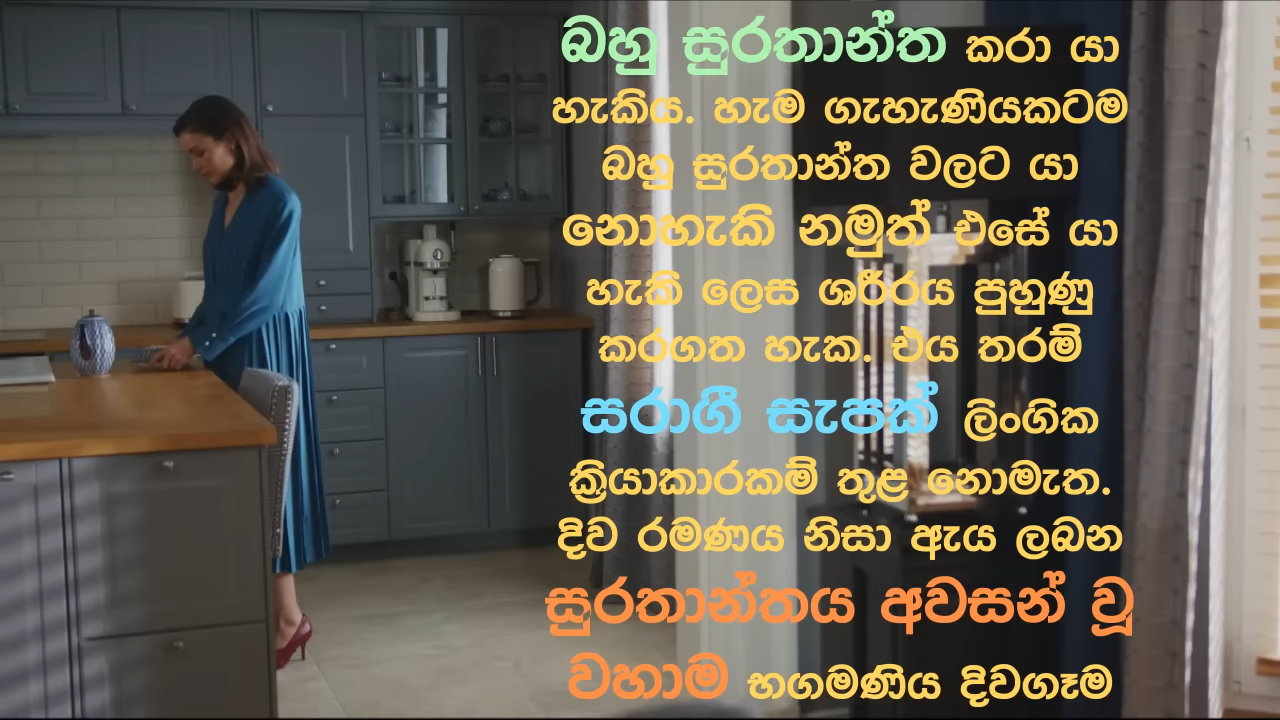 බහු සුරතාන්ත කරා යා
හැකිය. හැම ගැහැණියකටම
බහු සුරතාන්ත වලට යා
නොහැකි නමුත් එසේ යා
හැකි ලෙස ශරීරය පුහුණු
කරගත හැක. එය තරම්
සරාගී සැපක් ලිංගික
ක්‍රියාකාරකම් තුළ නොමැත.
දිව රමණය නිසා ඇය ලබන
සුරතාන්තය අවසන් වූ
වහාම භගමණිය දිවගෑම